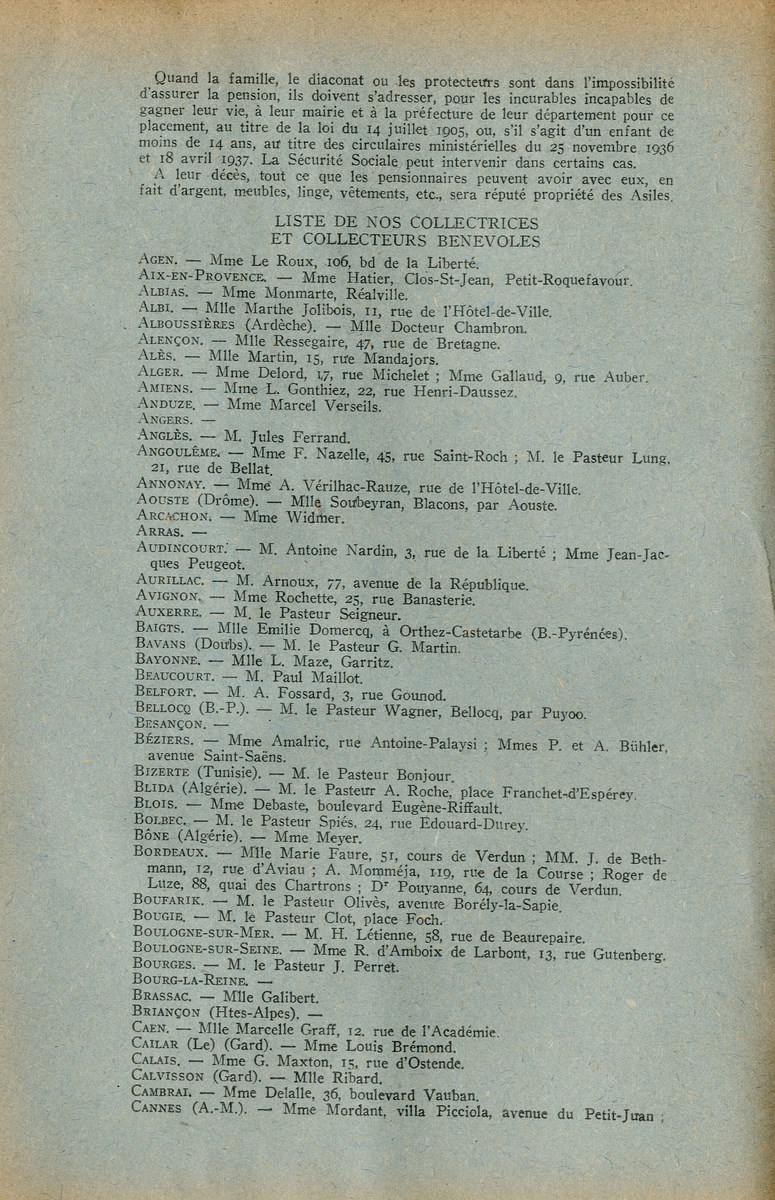 Quand la famille, le diaconat ou les protecteurs sont dans l'impossibilité
d'assurer la pension, ils doivent s'adresser, pour les incurables incapables de
gagner leur vie, à leur mairie et à la préfecture de leur département pour ce
placement, au titre de la loi du 14 juillet 1905, ou, s'il s'agit d'un enfant de
moins de 14 ans, au titre des circulaires ministérielles du 25 novembre 1936
et 18 avril 1937. La Sécurité Sociale peut intervenir dans certains cas.
A leur décès, tout ce que les pensionnaires peuvent avoir avec eux, en
fait d'argent, meubles, linge, vêtements, etc., sera réputé propriété des Asiles.
LISTE DE NOS COLLECTRICES
ET COLLECTEURS BENEVOLES
AGEN. — Mme Le Roux, 106, bd de la Liberté.
AIX-EN-PROVENCE. — Mme Hatier, Clos-St-Jean, Petit-Roquefavour.
ALBIAS. — Mme Monmarte, Réalville.
ALBI. — Mlle Marthe Jolibois, 11, rue de l'Hôtel-de-Ville.
ALBOUSSIÈRES (Ardèche). — Mlle Docteur Chambron.
ALENÇON. — Mlle Ressegaire, 47, rue de Bretagne.
ALÈS. — Mlle Martin, 15, rue Mandajors.
ALGER. — Mme Delord, 17, rue Michelet ; Mme Gallaud, 9, rue Auber.
AMIENS. — Mme L. Gonthiez, 22, rue Henri-Daussez.
ANDUZE. — Mme Marcel Verseils.
ANGERS. —
ANGLÈS. — M. Jules Ferrand.
ANGOULÊME. — Mme F. Nazelle, 45, rue Saint-Roch ; M. le Pasteur Lung,
21, rue de Bellat.
ANNONAY. — Mme A. Vérilhac-Rauze, rue de l'Hôtel-de-Ville.
AOUSTE (Drôme). — Mlle Soubeyran, Blacons, par Aouste.
ARCACHON. — Mme Widmer.
ARRAS. —
AUDINCOURT. — M. Antoine Nardin, 3, rue de la Liberté ; Mme Jean-Jac-
ques Peugeot.
AURILLAC. — M. Arnoux, 77, avenue de la République.
AVIGNON. — Mme Rochette, 25, rue Banasterie.
AUXERRE. — M. le Pasteur Seigneur.
BAIGTS. — Mlle Emilie Domercq, à Orthez-Castetarbe (B.-Pyrénées).
BAVANS (Doubs). — M. le Pasteur G. Martin.
BAYONNE. — Mlle L. Maze, Garritz.
BEAUCOURT. — M. Paul Maillot.
BELFORT. — M. A. Fossard, 3, rue Gounod.
BELLOCQ (B.-P.). — M. le Pasteur Wagner, Bellocq, par Puyoo.
BESANÇON. —
BÉZIERS. — Mme Amalric, rue Antoine-Palaysi ; Mmes P. et A. Bühler,
avenue Saint-Saëns.
BIZERTE (Tunisie). — M. le Pasteur Bonjour.
BLIDA (Algérie). — M. le Pasteur A. Roche, place Franchet-d'Espérey.
BLOIS. — Mme Debaste, boulevard Eugène-Riffault.
BOLBEC. — M. le Pasteur Spiés, 24, rue Edouard-Durey.
BÔNE (Algérie). — Mme Meyer.
BORDEAUX. — Mlle Marie Faure, 51, cours de Verdun ; MM. J. de Beth-
mann, 12, rue d'Aviau ; A. Momméja, 119, rue de la Course ; Roger de
Luze, 88, quai des Chartrons ; Dr Pouyanne, 64, cours de Verdun.
BOUFARIK. — M. le Pasteur Olivès, avenue Borély-la-Sapie.
BOUGIE. — M. le Pasteur Clot, place Foch.
BOULOGNE-SUR-MER. — M. H. Létienne, 58, rue de Beaurepaire.
BOULOGNE-SUR-SEINE. — Mme R. d'Amboix de Larbont, 13, rue Gutenberg.
BOURGES. — M. le Pasteur J. Perret.
BOURG-LA-REINE. —
BRASSAC. — Mlle Galibert.
BRIANÇON (Htes-Alpes). —
CAEN. — Mlle Marcelle Graff, 12. rue de l'Académie.
CAILAR (Le) (Gard). — Mme Louis Brémond.
CALAIS. — Mme G. Maxton, 15, rue d'Ostende.
CALVISSON (Gard). — Mlle Ribard.
CAMBRAI. — Mme Delalle, 36, boulevard Vauban.
CANNES (A.-M.). — Mme Mordant, villa Picciola, avenue du Petit-Juan ;